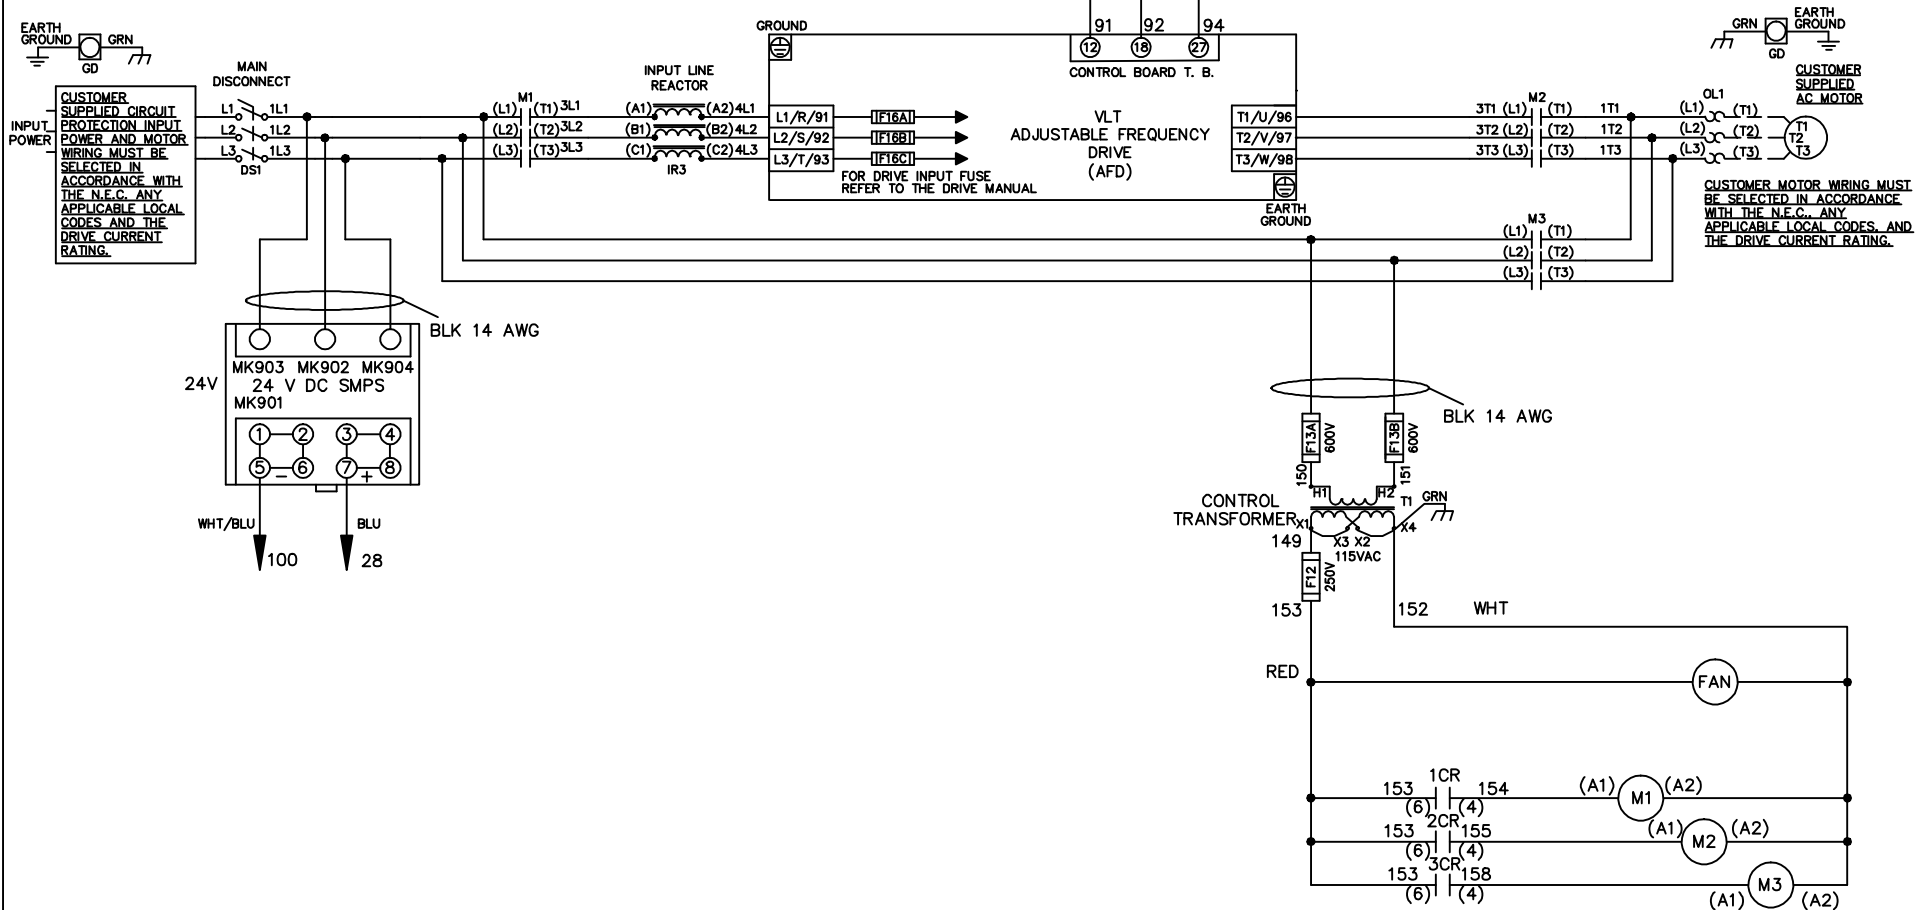 EARTH
GROUND
GRN
GD
CUSTOMER
SUPPLIED CIRCUIT
PROTECTION INPUT
POWER AND MOTOR
WIRING MUST BE
SELECTED IN
ACCORDANCE WITH
THE N.E.C. ANY
APPLICABLE LOCAL
CODES AND THE
DRIVE CURRENT
RATING.
INPUT
POWER
MAIN
DISCONNECT
L1 1L1
L2 1L2
L3 1L3
DS1
M1
(L1) (T1) 3L1
(L2) (T2) 3L2
(L3) (T3) 3L3
INPUT LINE
REACTOR
(A1) (A2) 4L1
(B1) (B2) 4L2
(C1) (C2) 4L3
IR3
GROUND
91 92 94
12 18 27
CONTROL BOARD T. B.
L1/R/91
L2/S/92
L3/T/93
F16A
F16B
F16C
FOR DRIVE INPUT FUSE
REFER TO THE DRIVE MANUAL
VLT
ADJUSTABLE FREQUENCY
DRIVE
(AFD)
T1/U/96
T2/V/97
T3/W/98
EARTH
GROUND
M2
3T1 (L1) (T1) 1T1
3T2 (L2) (T2) 1T2
3T3 (L3) (T3) 1T3
M3
(L1) (T1)
(L2) (T2)
(L3) (T3)
GRN
EARTH
GROUND
GD
CUSTOMER
SUPPLIED
AC MOTOR
OL1
(L1) (T1)
(L2) (T2)
(L3) (T3)
T1
T2
T3
CUSTOMER MOTOR WIRING MUST
BE SELECTED IN ACCORDANCE
WITH THE N.E.C., ANY
APPLICABLE LOCAL CODES, AND
THE DRIVE CURRENT RATING.
BLK 14 AWG
MK903 MK902 MK904
24V
24 V DC SMPS
MK901
1 2 3 4
5 6 7 8
- +
WHT/BLU
BLU
100
28
BLK 14 AWG
F13A
600V
F13B
600V
150
151
H1 H2
T1
GRN
CONTROL
TRANSFORMER
X1
X3 X2
X4
115VAC
149
F12
250V
153
152
WHT
RED
FAN
1CR
153 154
(6) (4)
(A1) M1 (A2)
2CR
153 155
(6) (4)
(A1) M2 (A2)
3CR
153 158
(6) (4)
(A1) M3 (A2)